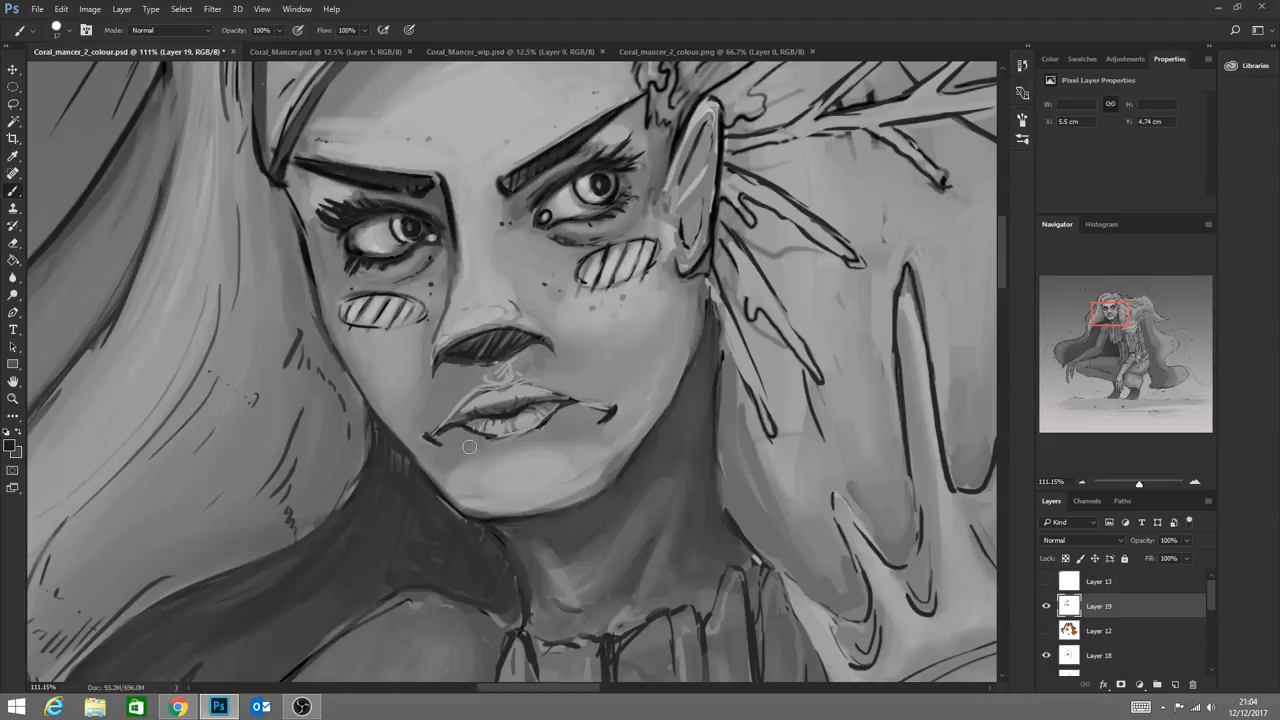 Ps File Edit Image Layer Type Select Filter 3D View Window Help
17 Mode: Normal Opacity: 100% Flow: 100%
Coral_mancer_2_colour.psd @ 111% (Layer 19, RGB/8) * × Coral_Mancer.psd @ 12.5% (Layer 1, RGB/8) × Coral_Mancer_wip.psd @ 12.5% (Layer 9, RGB/8) × Coral_mancer_2_colour.png @ 66.7% (Layer 0, RGB/8) ×
Color Swatches Adjustments Properties
Libraries
Pixel Layer Properties
W: H:
X: 5.5 cm Y: 4.74 cm
Navigator Histogram
111.15%
Layers Channels Paths
Kind
Normal Opacity: 100%
Lock: Fill: 100%
Layer 13
Layer 19
Layer 12
Layer 18
111.15% Doc: 93.2M/696.0M
Ps
21:04
12/12/2017